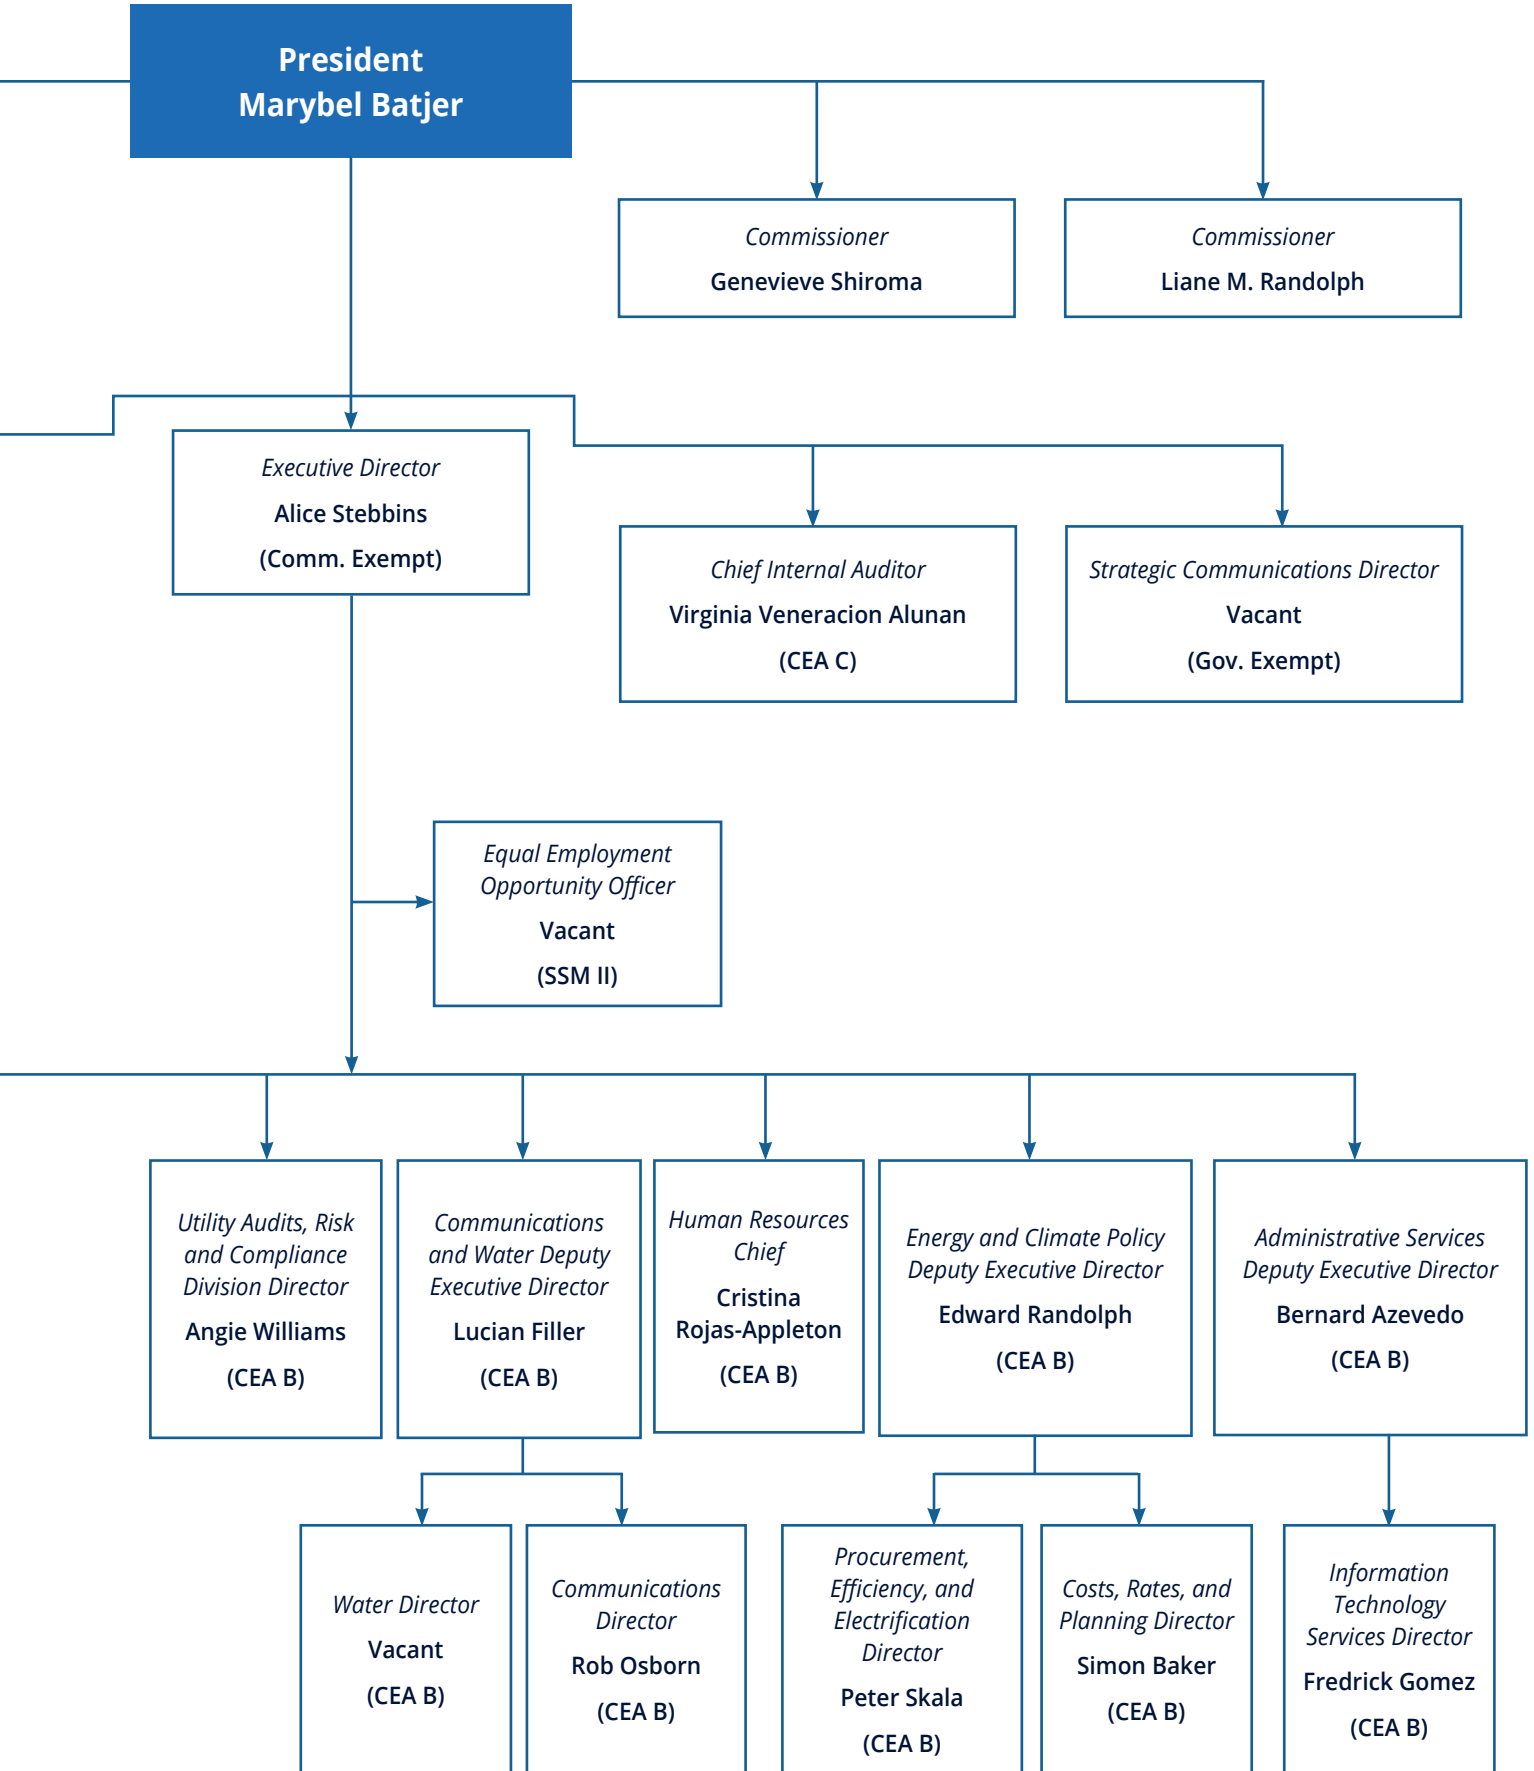 President
Marybel Batjer
Commissioner
Genevieve Shiroma
Commissioner
Liane M. Randolph
Executive Director
Alice Stebbins
(Comm. Exempt)
Chief Internal Auditor
Virginia Veneracion Alunan
(CEA C)
Strategic Communications Director
Vacant
(Gov. Exempt)
Equal Employment
Opportunity Officer
Vacant
(SSM II)
Utility Audits, Risk
and Compliance
Division Director
Angie Williams
(CEA B)
Communications
and Water Deputy
Executive Director
Lucian Filler
(CEA B)
Human Resources
Chief
Cristina
Rojas-Appleton
(CEA B)
Energy and Climate Policy
Deputy Executive Director
Edward Randolph
(CEA B)
Administrative Services
Deputy Executive Director
Bernard Azevedo
(CEA B)
Water Director
Vacant
(CEA B)
Communications
Director
Rob Osborn
(CEA B)
Procurement,
Efficiency, and
Electrification
Director
Peter Skala
(CEA B)
Costs, Rates, and
Planning Director
Simon Baker
(CEA B)
Information
Technology
Services Director
Fredrick Gomez
(CEA B)